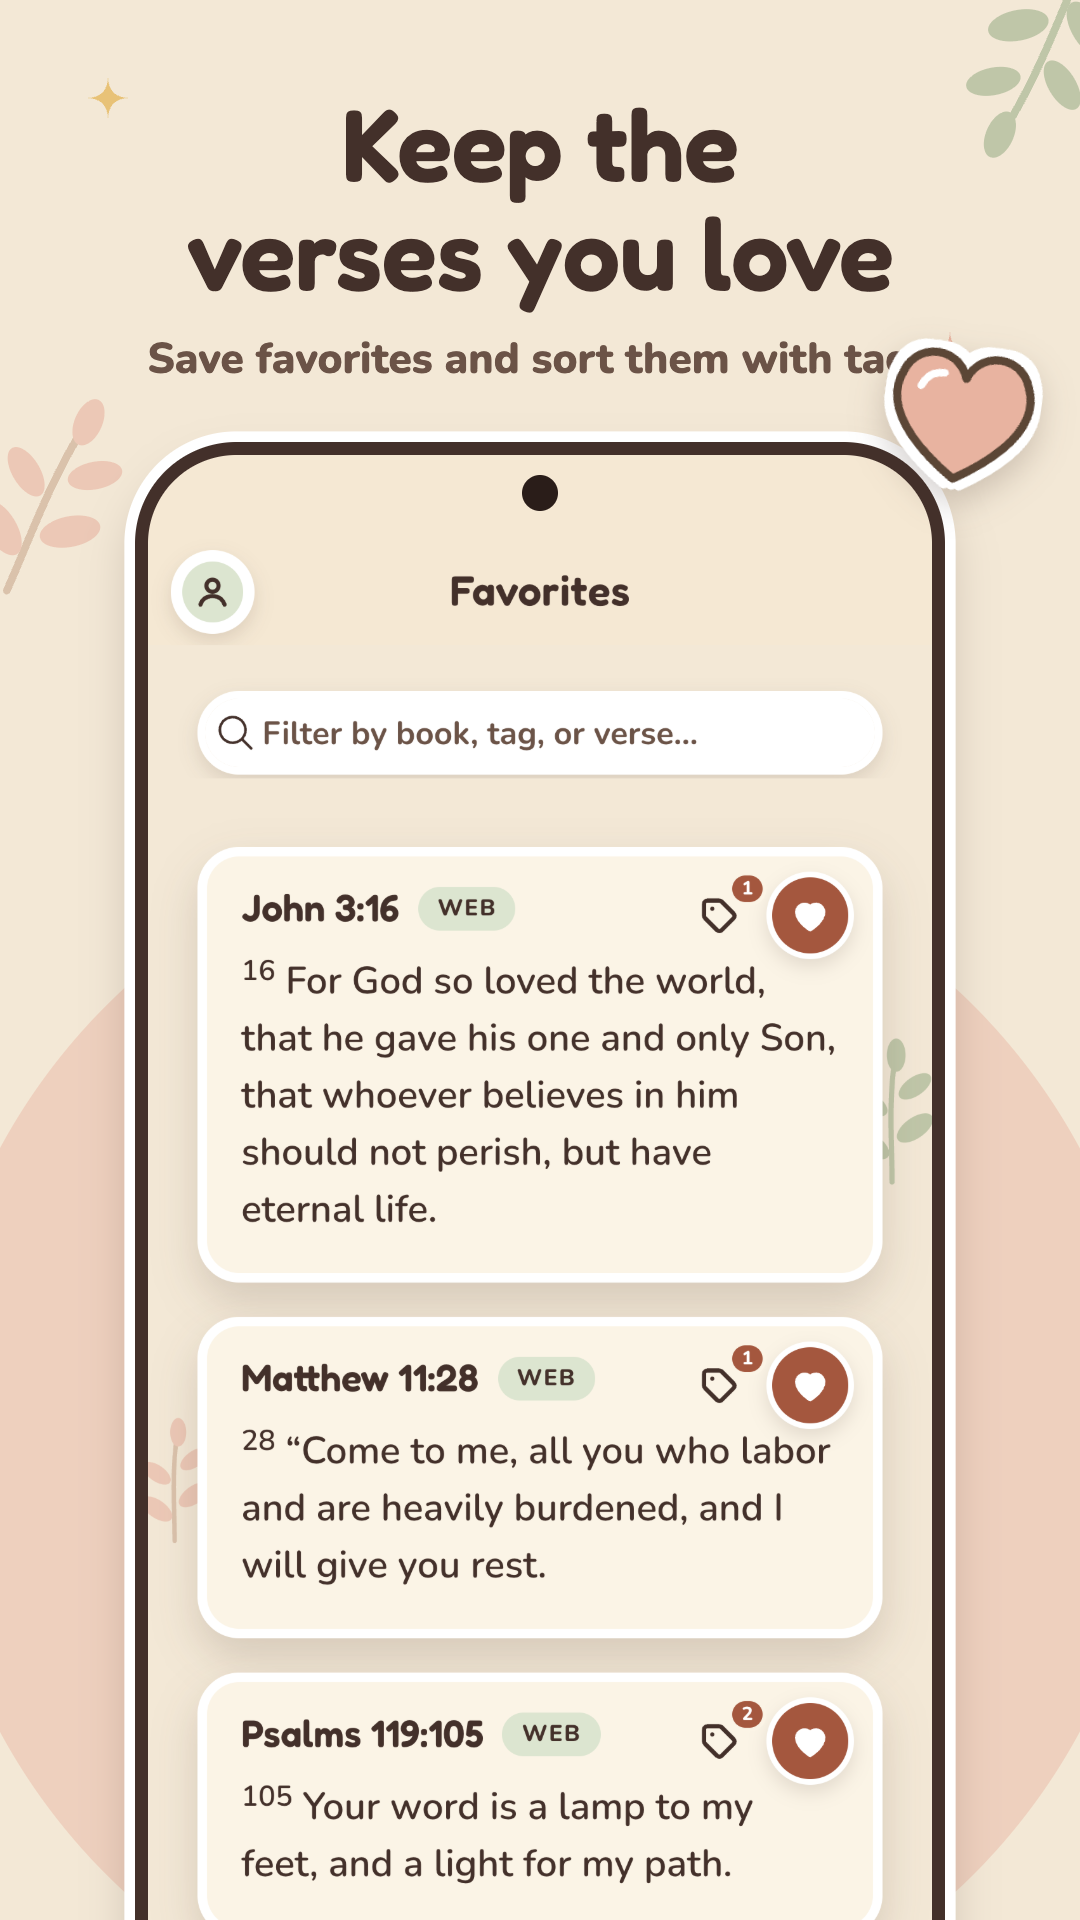 Keep the
verses you love
Save favorites and sort them with
Favorites
Filter by book, tag, or verse...
John 3:16 WEB 1
16 For God so loved the world,
that he gave his one and only Son,
that whoever believes in him
should not perish, but have
eternal life.
Matthew 11:28 WEB 1
28 “Come to me, all you who labor
and are heavily burdened, and I
will give you rest.
Psalms 119:105 WEB 2
105 Your word is a lamp to my
feet, and a light for my path.